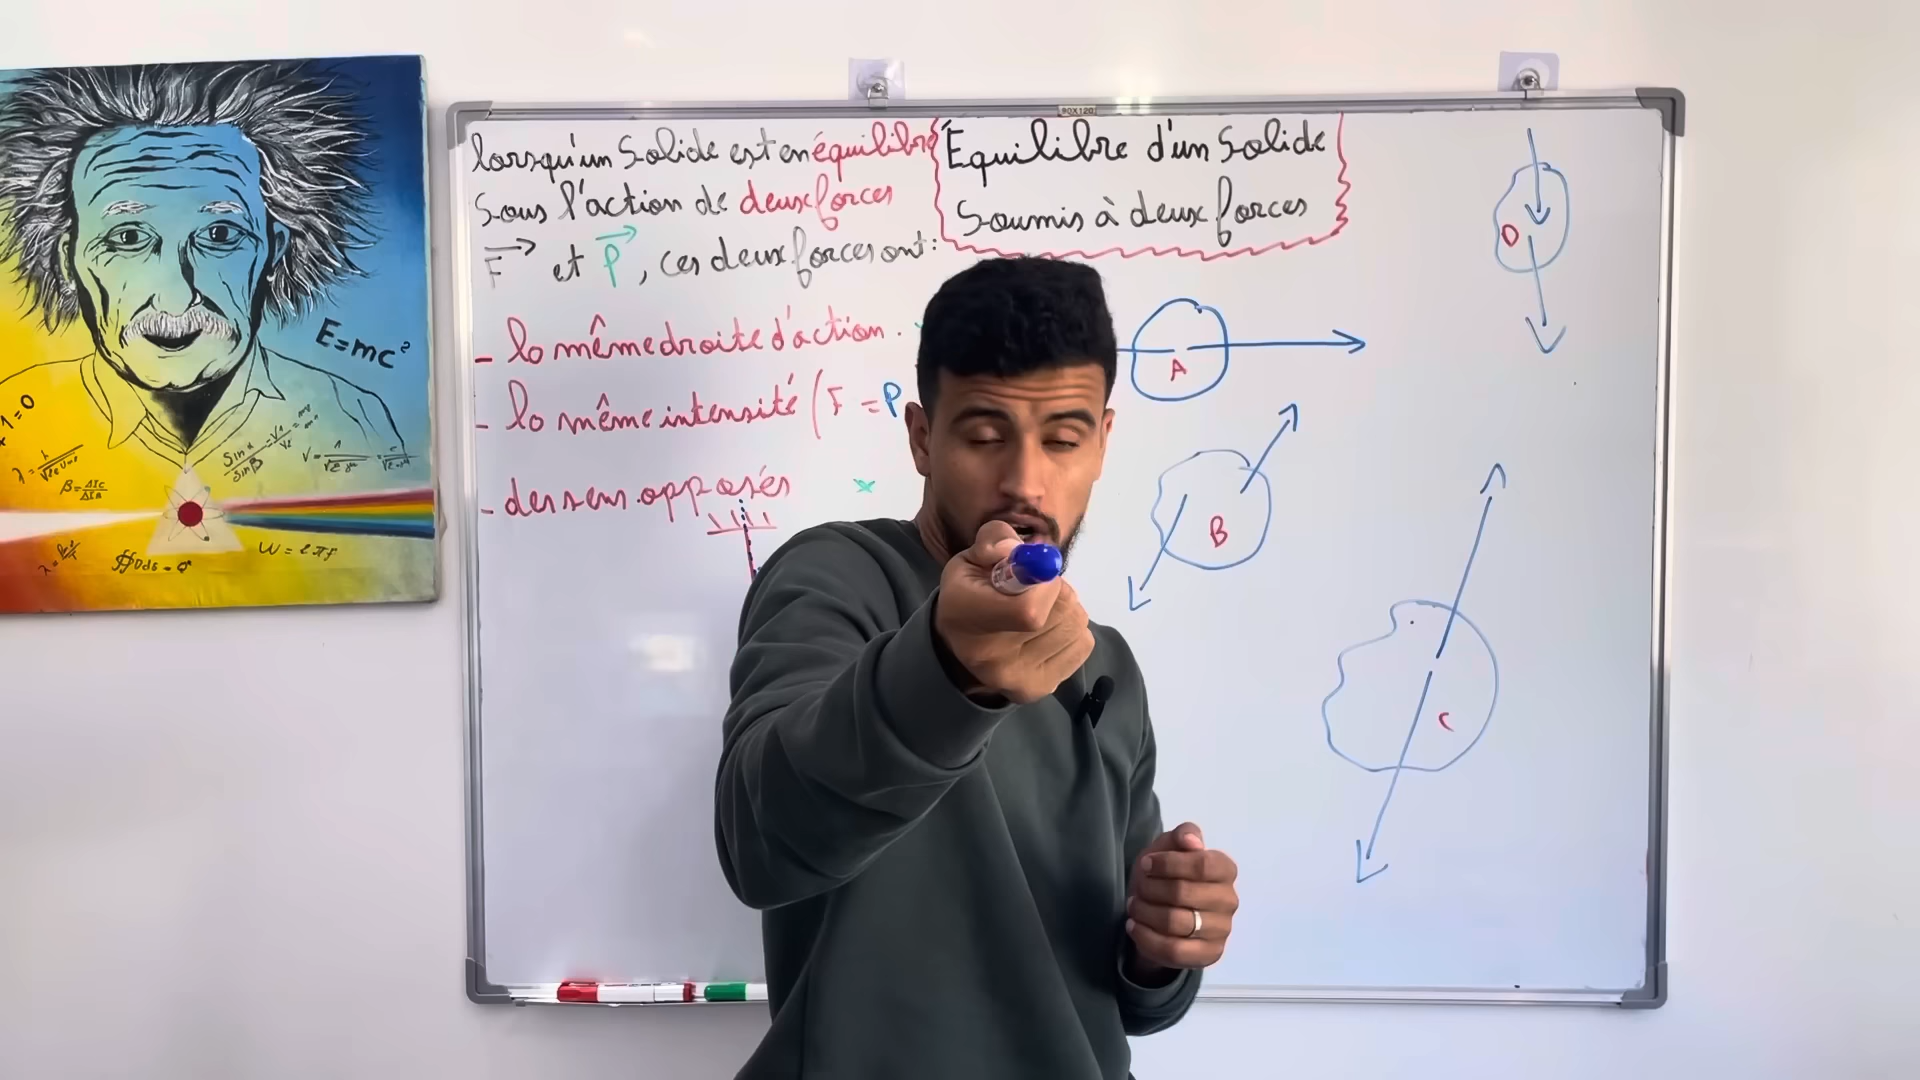 lorsqu'un Solide est en équilibre
Sous l'action de deux forces
F et P, ces deux forces ont:
- la même droite d'action.
- la même intensité (F = P
- des sens opposés
Équilibre d'un Solide
Soumis à deux forces
90X120
A
B
C
D
E=mc²
W = 2πf